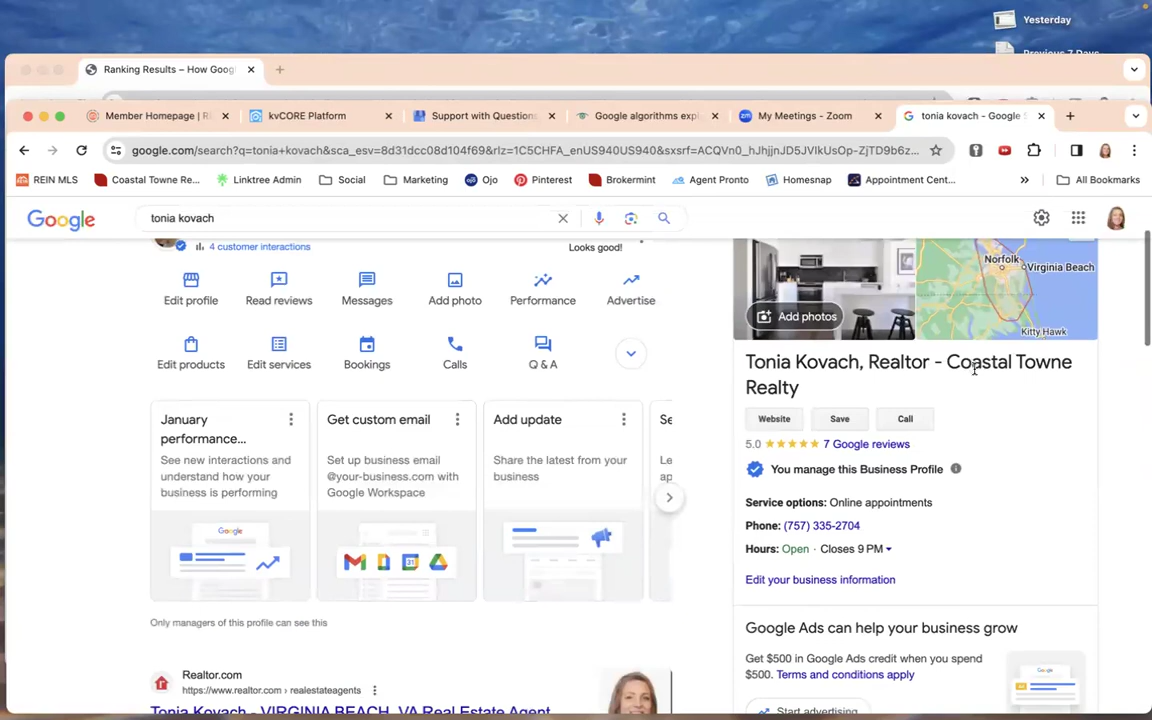 Yesterday
Previous 7 Days
Ranking Results – How Goog
Member Homepage | R
kvCORE Platform
Support with Questions
Google algorithms expl
My Meetings - Zoom
tonia kovach - Google S
google.com/search?q=tonia+kovach&sca_esv=8d31dcc08d104f69&rlz=1C5CHFA_enUS940US940&sxsrf=ACQVn0_hJhjjnJD5JVIkUsOp-ZjTD9b6z...
REIN MLS
Coastal Towne Re...
Linktree Admin
Social
Marketing
Ojo
Pinterest
Brokermint
Agent Pronto
Homesnap
Appointment Cent...
»
All Bookmarks
Google
tonia kovach
4 customer interactions
Looks good!
Edit profile
Read reviews
Messages
Add photo
Performance
Advertise
Edit products
Edit services
Bookings
Calls
Q & A
January
performance...
See new interactions and
understand how your
business is performing
Google
Get custom email
Set up business email
@your-business.com with
Google Workspace
Add update
Share the latest from your
business
Se
Le
ap
Only managers of this profile can see this
Realtor.com
https://www.realtor.com › realestateagents
Tonia Kovach - VIRGINIA BEACH, VA Real Estate Agent
Add photos
Norfolk
Virginia Beach
Kitty Hawk
Tonia Kovach, Realtor - Coastal Towne
Realty
Website
Save
Call
5.0 ★★★★★ 7 Google reviews
You manage this Business Profile
Service options: Online appointments
Phone: (757) 335-2704
Hours: Open · Closes 9 PM
Edit your business information
Google Ads can help your business grow
Get $500 in Google Ads credit when you spend
$500. Terms and conditions apply
Start advertising